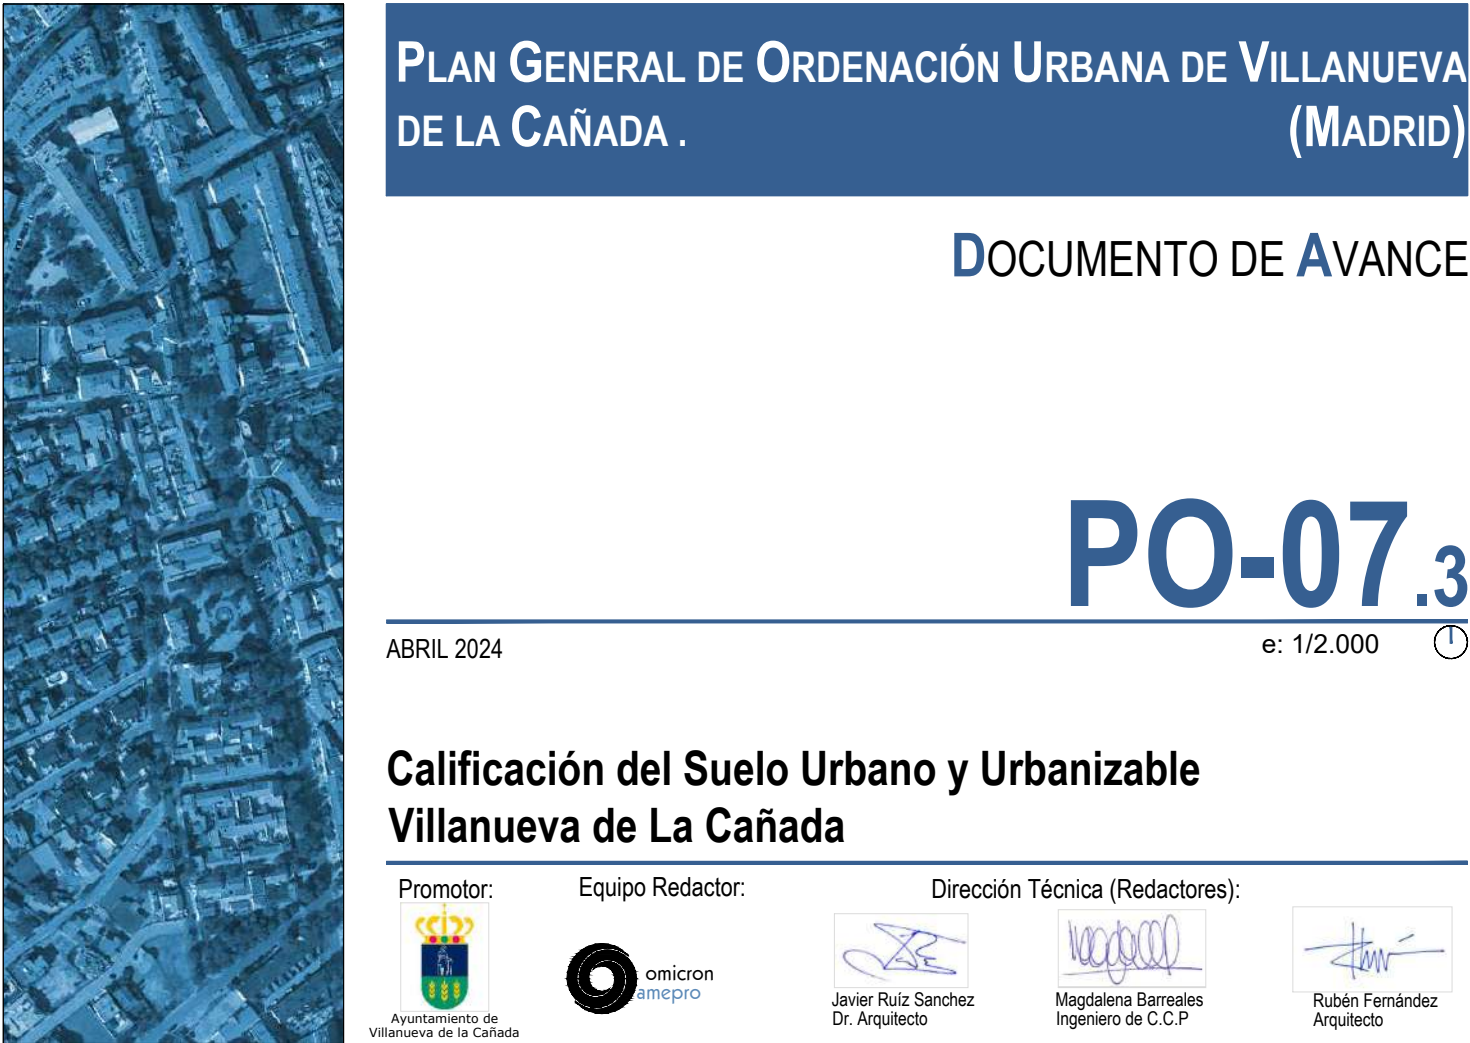 PLAN GENERAL DE ORDENACIÓN URBANA DE VILLANUEVA
DE LA CAÑADA . (MADRID)
DOCUMENTO DE AVANCE
PO-07.3
ABRIL 2024 e: 1/2.000
Calificación del Suelo Urbano y Urbanizable
Villanueva de La Cañada
Promotor: Equipo Redactor: Dirección Técnica (Redactores):
omicron
amepro
Ayuntamiento de
Villanueva de la Cañada
Javier Ruíz Sanchez
Dr. Arquitecto
Magdalena Barreales
Ingeniero de C.C.P
Rubén Fernández
Arquitecto